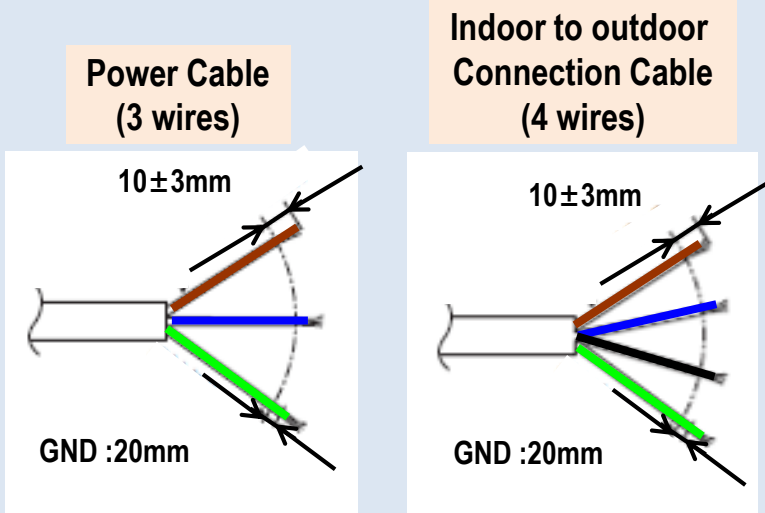 Power Cable
(3 wires)
10±3mm
GND :20mm
Indoor to outdoor
Connection Cable
(4 wires)
10±3mm
GND :20mm